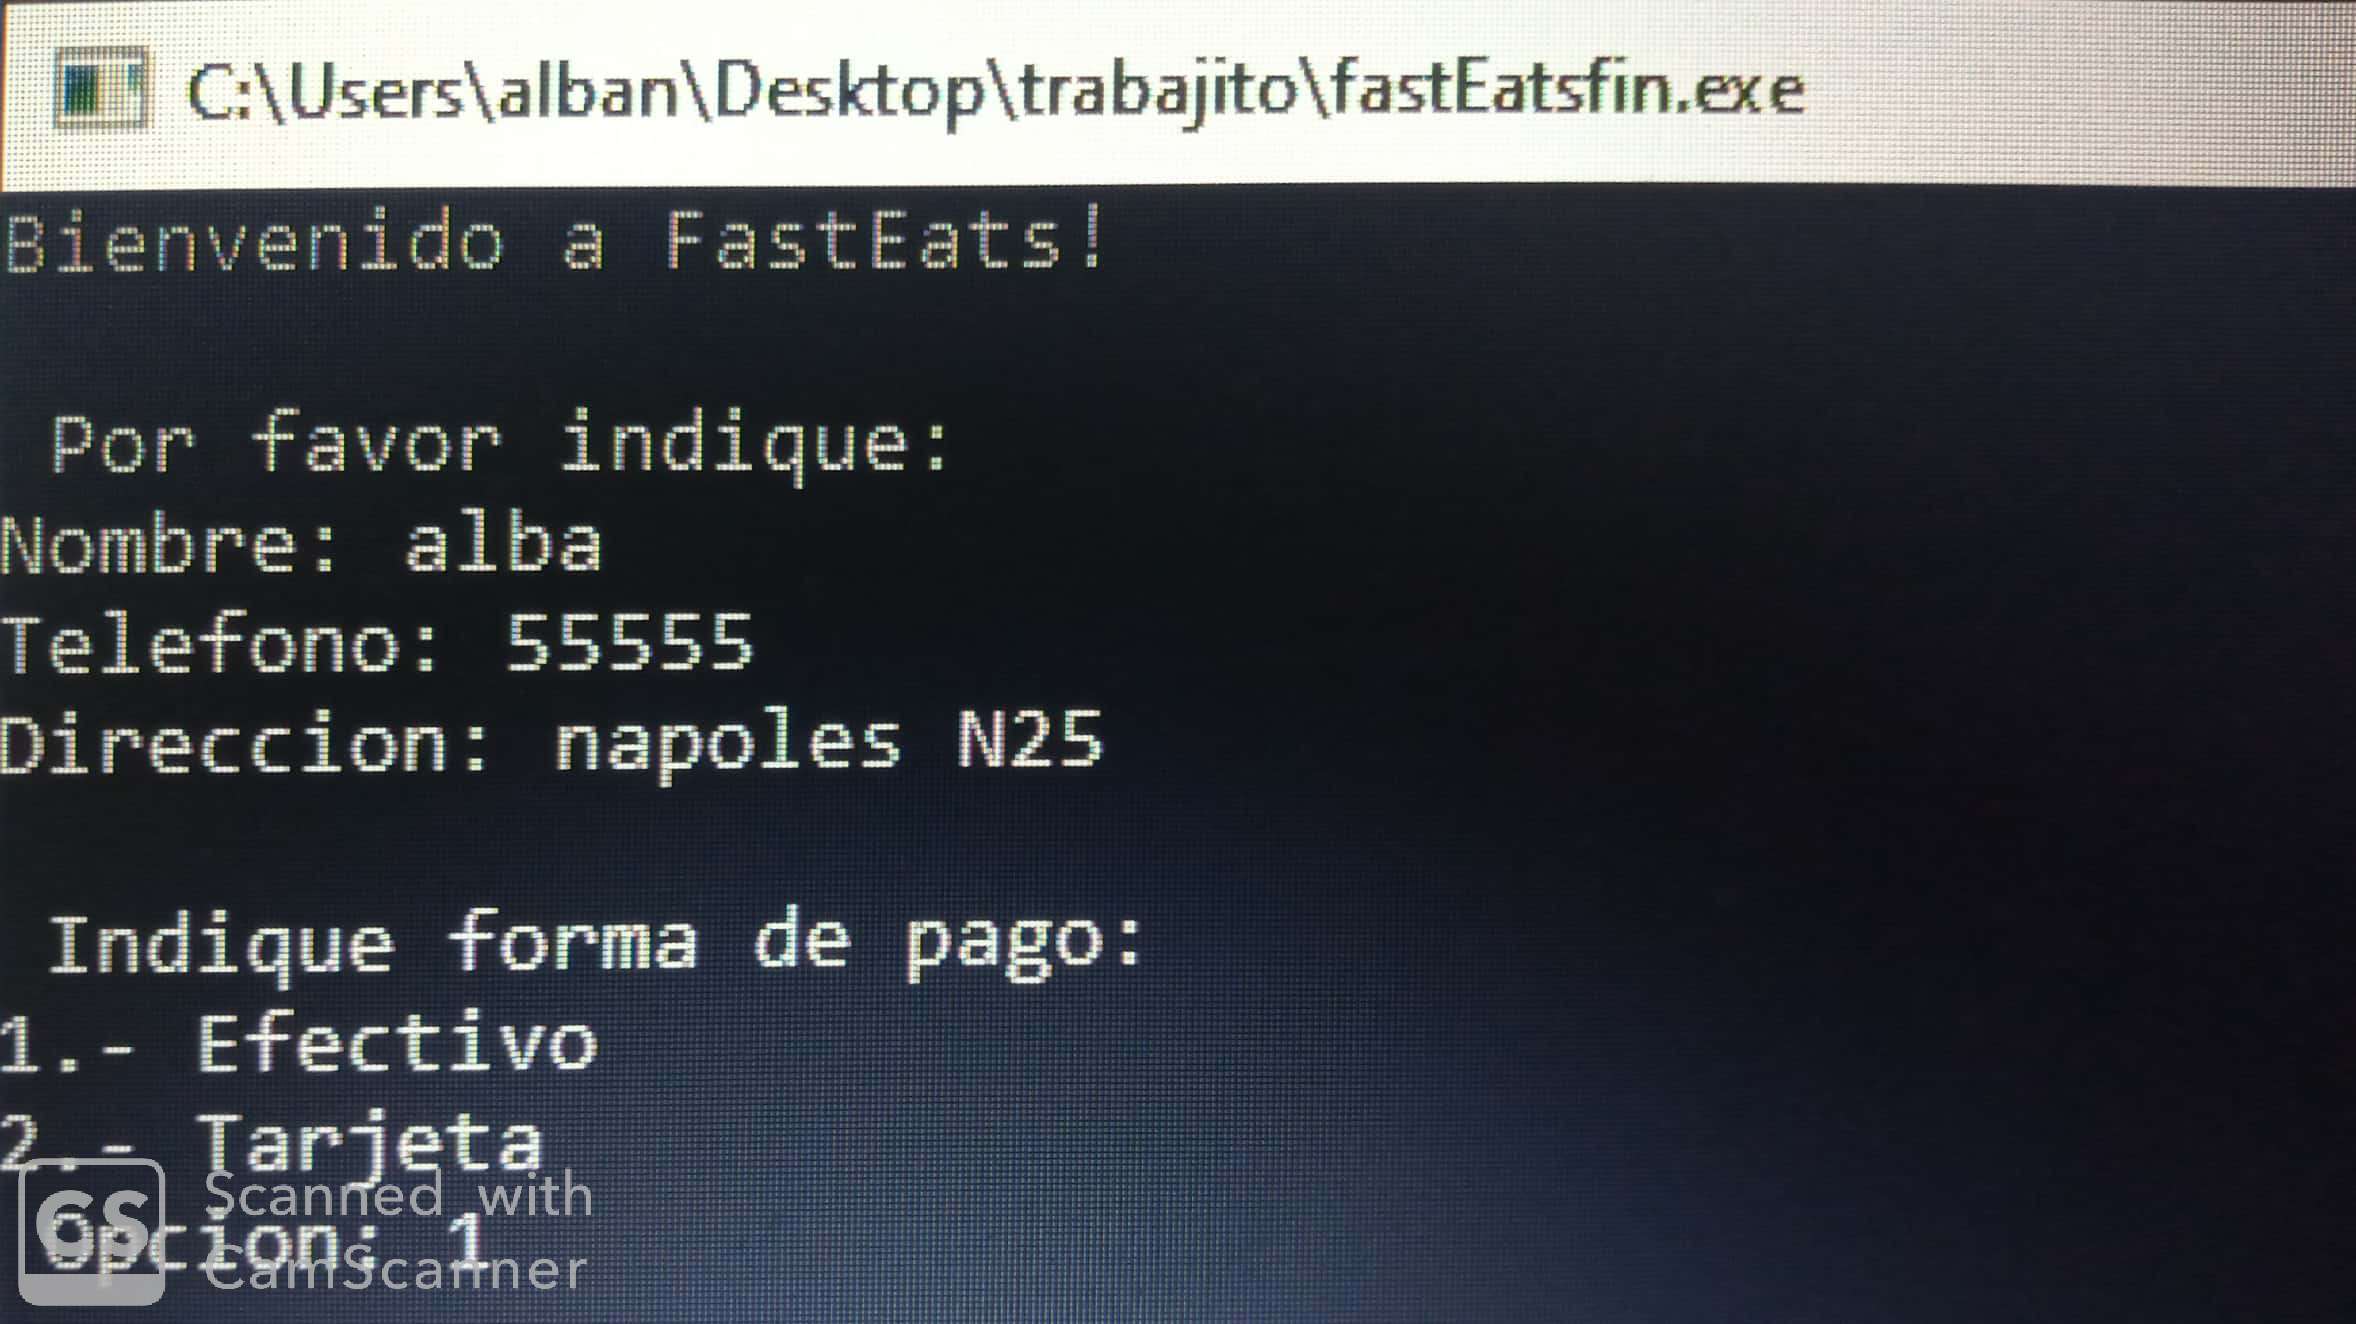 C:\Users\alban\Desktop\trabajito\fastEatsfin.exe
Bienvenido a FastEats!
Por favor indique:
Nombre: alba
Telefono: 55555
Direccion: napoles N25
Indique forma de pago:
1.- Efectivo
2.- Tarjeta
Opcion: 1
CS
Scanned with
CamScanner